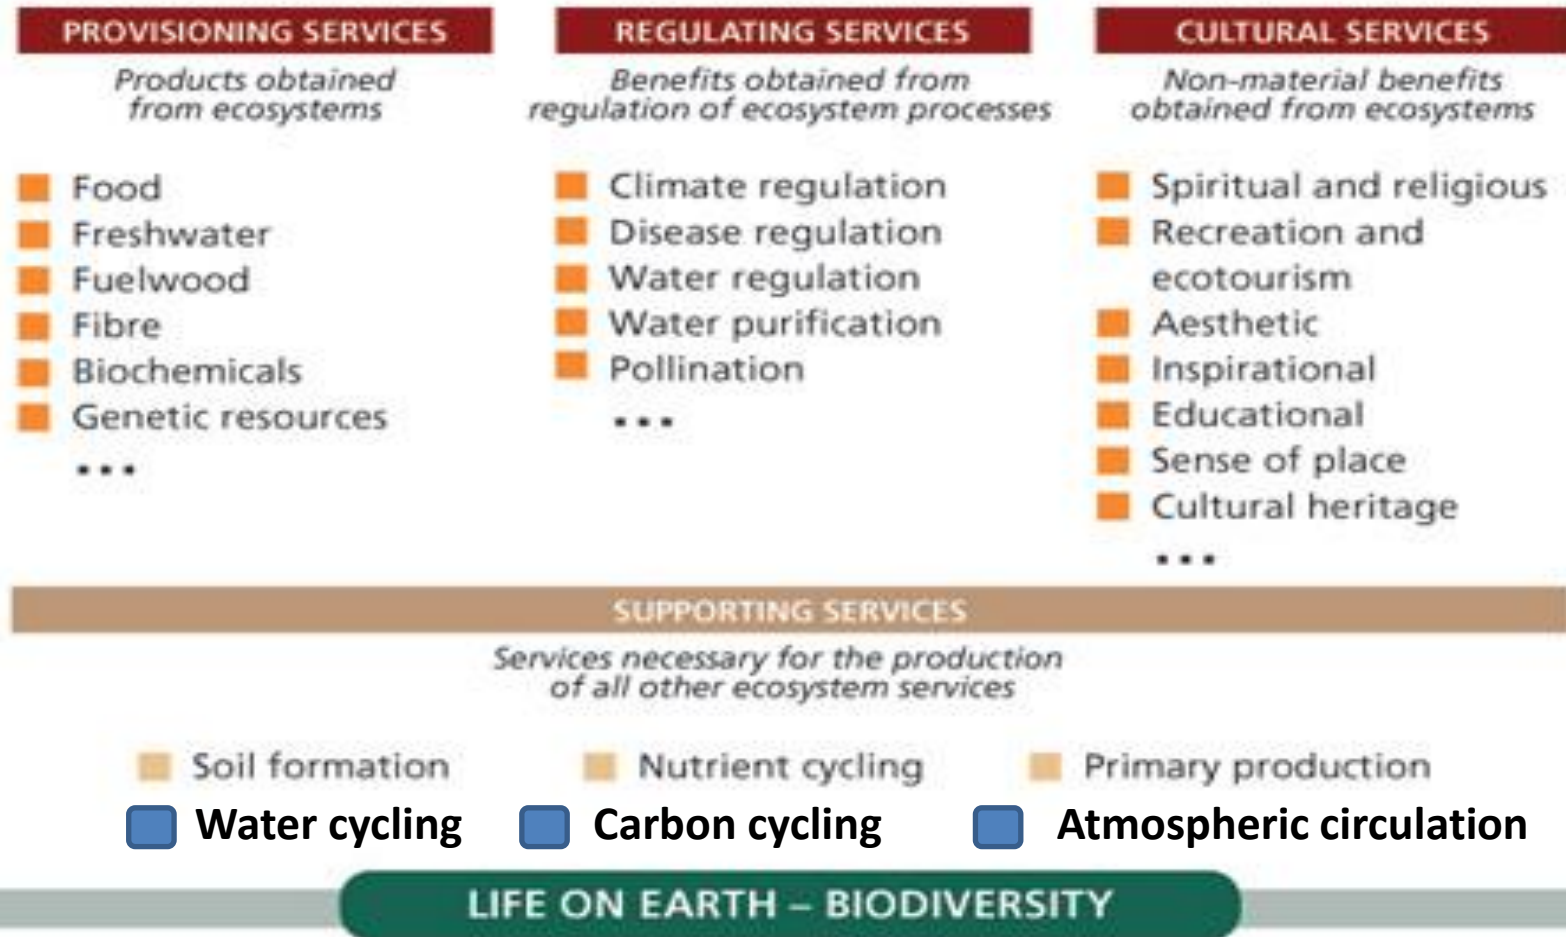 PROVISIONING SERVICES
Products obtained
from ecosystems
Food
Freshwater
Fuelwood
Fibre
Biochemicals
Genetic resources
...
REGULATING SERVICES
Benefits obtained from
regulation of ecosystem processes
Climate regulation
Disease regulation
Water regulation
Water purification
Pollination
...
CULTURAL SERVICES
Non-material benefits
obtained from ecosystems
Spiritual and religious
Recreation and
ecotourism
Aesthetic
Inspirational
Educational
Sense of place
Cultural heritage
...
SUPPORTING SERVICES
Services necessary for the production
of all other ecosystem services
Soil formation
Nutrient cycling
Primary production
Water cycling
Carbon cycling
Atmospheric circulation
LIFE ON EARTH – BIODIVERSITY